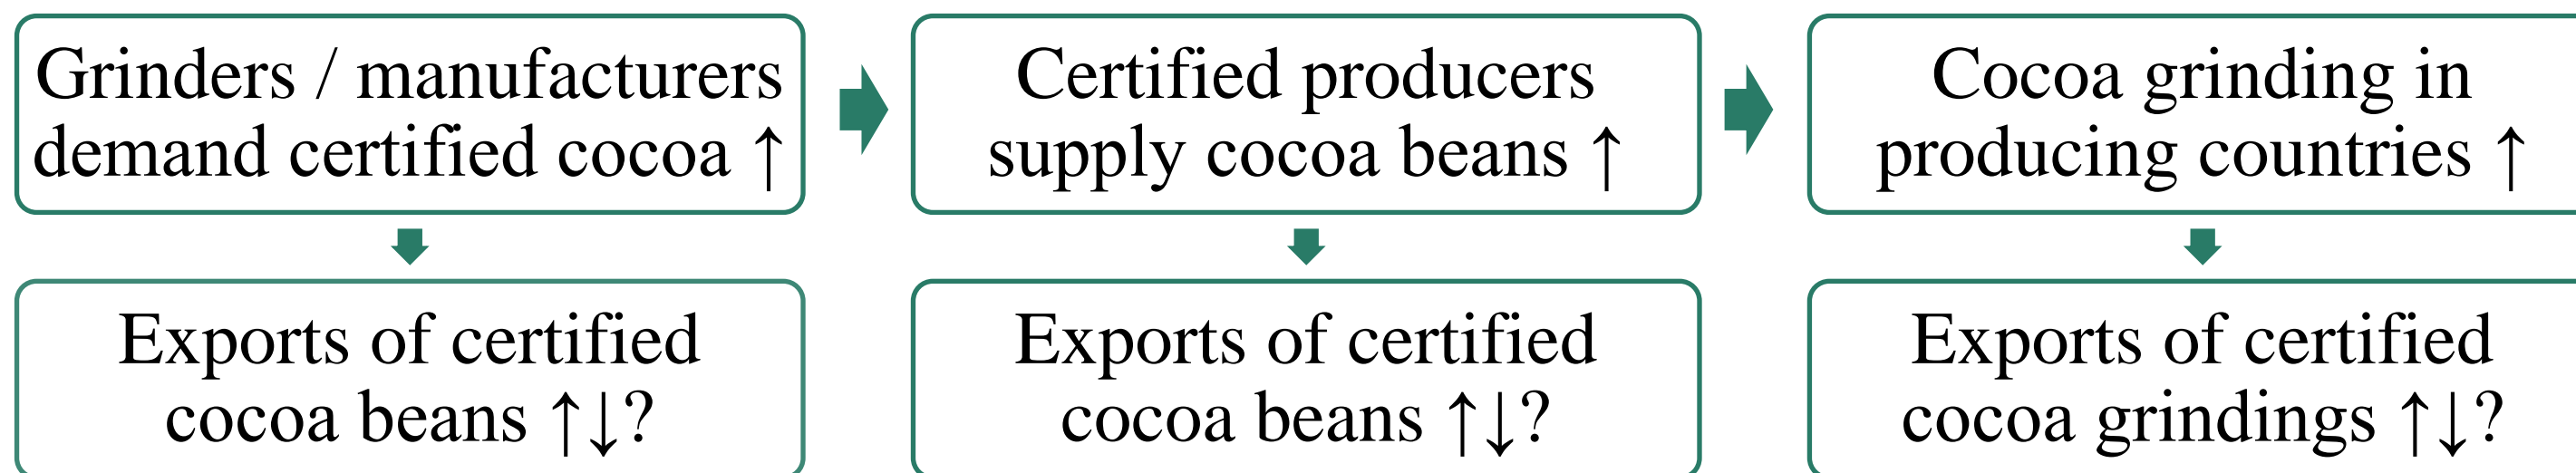 Grinders / manufacturers
demand certified cocoa ↑
Certified producers
supply cocoa beans ↑
Cocoa grinding in
producing countries ↑
Exports of certified
cocoa beans ↑↓?
Exports of certified
cocoa beans ↑↓?
Exports of certified
cocoa grindings ↑↓?